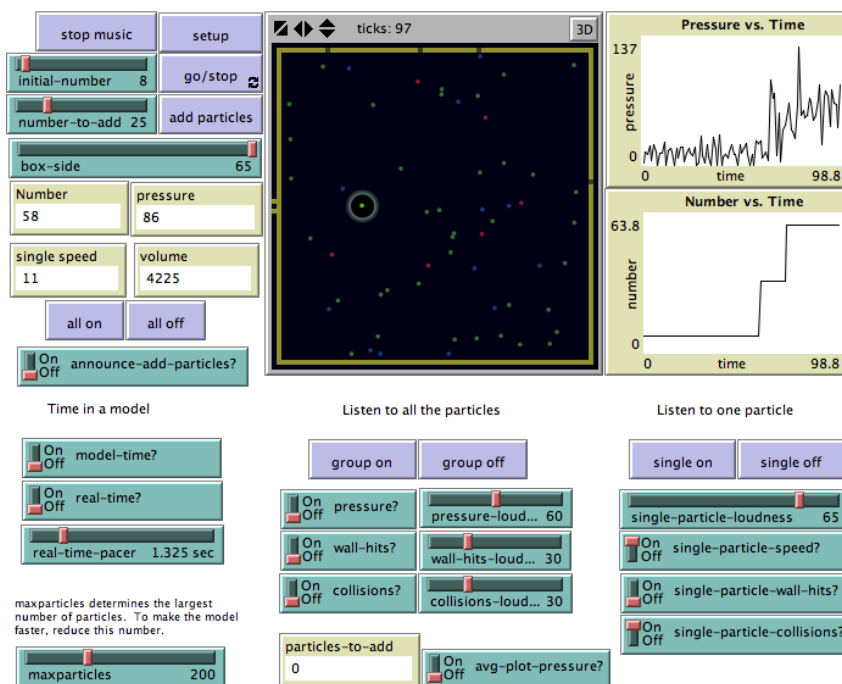 stop music
setup
ticks: 97
3D
initial-number 8
go/stop
number-to-add 25
add particles
box-side 65
Number
58
pressure
86
single speed
11
volume
4225
all on
all off
On
Off
announce-add-particles?
Pressure vs. Time
137
pressure
0
0
time
98.8
Number vs. Time
63.8
number
0
0
time
98.8
Time in a model
On
Off
model-time?
On
Off
real-time?
real-time-pacer 1.325 sec
maxparticles determines the largest
number of particles. To make the model
faster, reduce this number.
maxparticles 200
Listen to all the particles
group on
group off
On
Off
pressure?
pressure-loud... 60
On
Off
wall-hits?
wall-hits-loud... 30
On
Off
collisions?
collisions-loud... 30
particles-to-add
0
On
Off
avg-plot-pressure?
Listen to one particle
single on
single off
single-particle-loudness 65
On
Off
single-particle-speed?
On
Off
single-particle-wall-hits?
On
Off
single-particle-collisions?